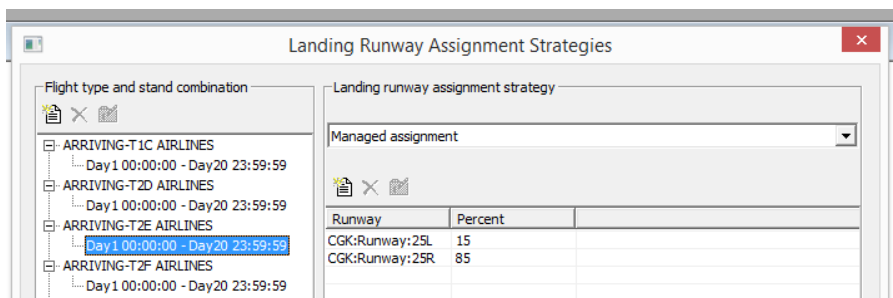 Landing Runway Assignment Strategies
Flight type and stand combination
ARRIVING-T1C AIRLINES
Day1 00:00:00 - Day20 23:59:59
ARRIVING-T2D AIRLINES
Day1 00:00:00 - Day20 23:59:59
ARRIVING-T2E AIRLINES
Day1 00:00:00 - Day20 23:59:59
ARRIVING-T2F AIRLINES
Day1 00:00:00 - Day20 23:59:59
Landing runway assignment strategy
Managed assignment
Runway Percent
CGK:Runway:25L 15
CGK:Runway:25R 85